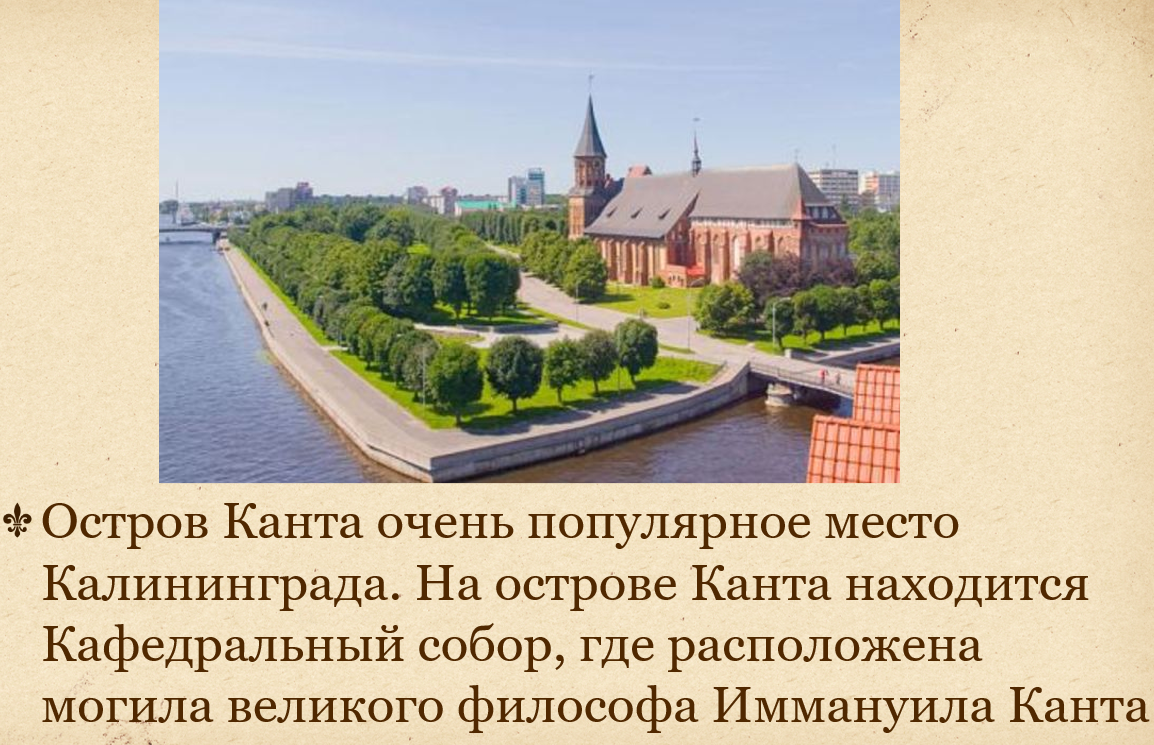 Остров Канта очень популярное место
Калининграда. На острове Канта находится
Кафедральный собор, где расположена
могила великого философа Иммануила Канта